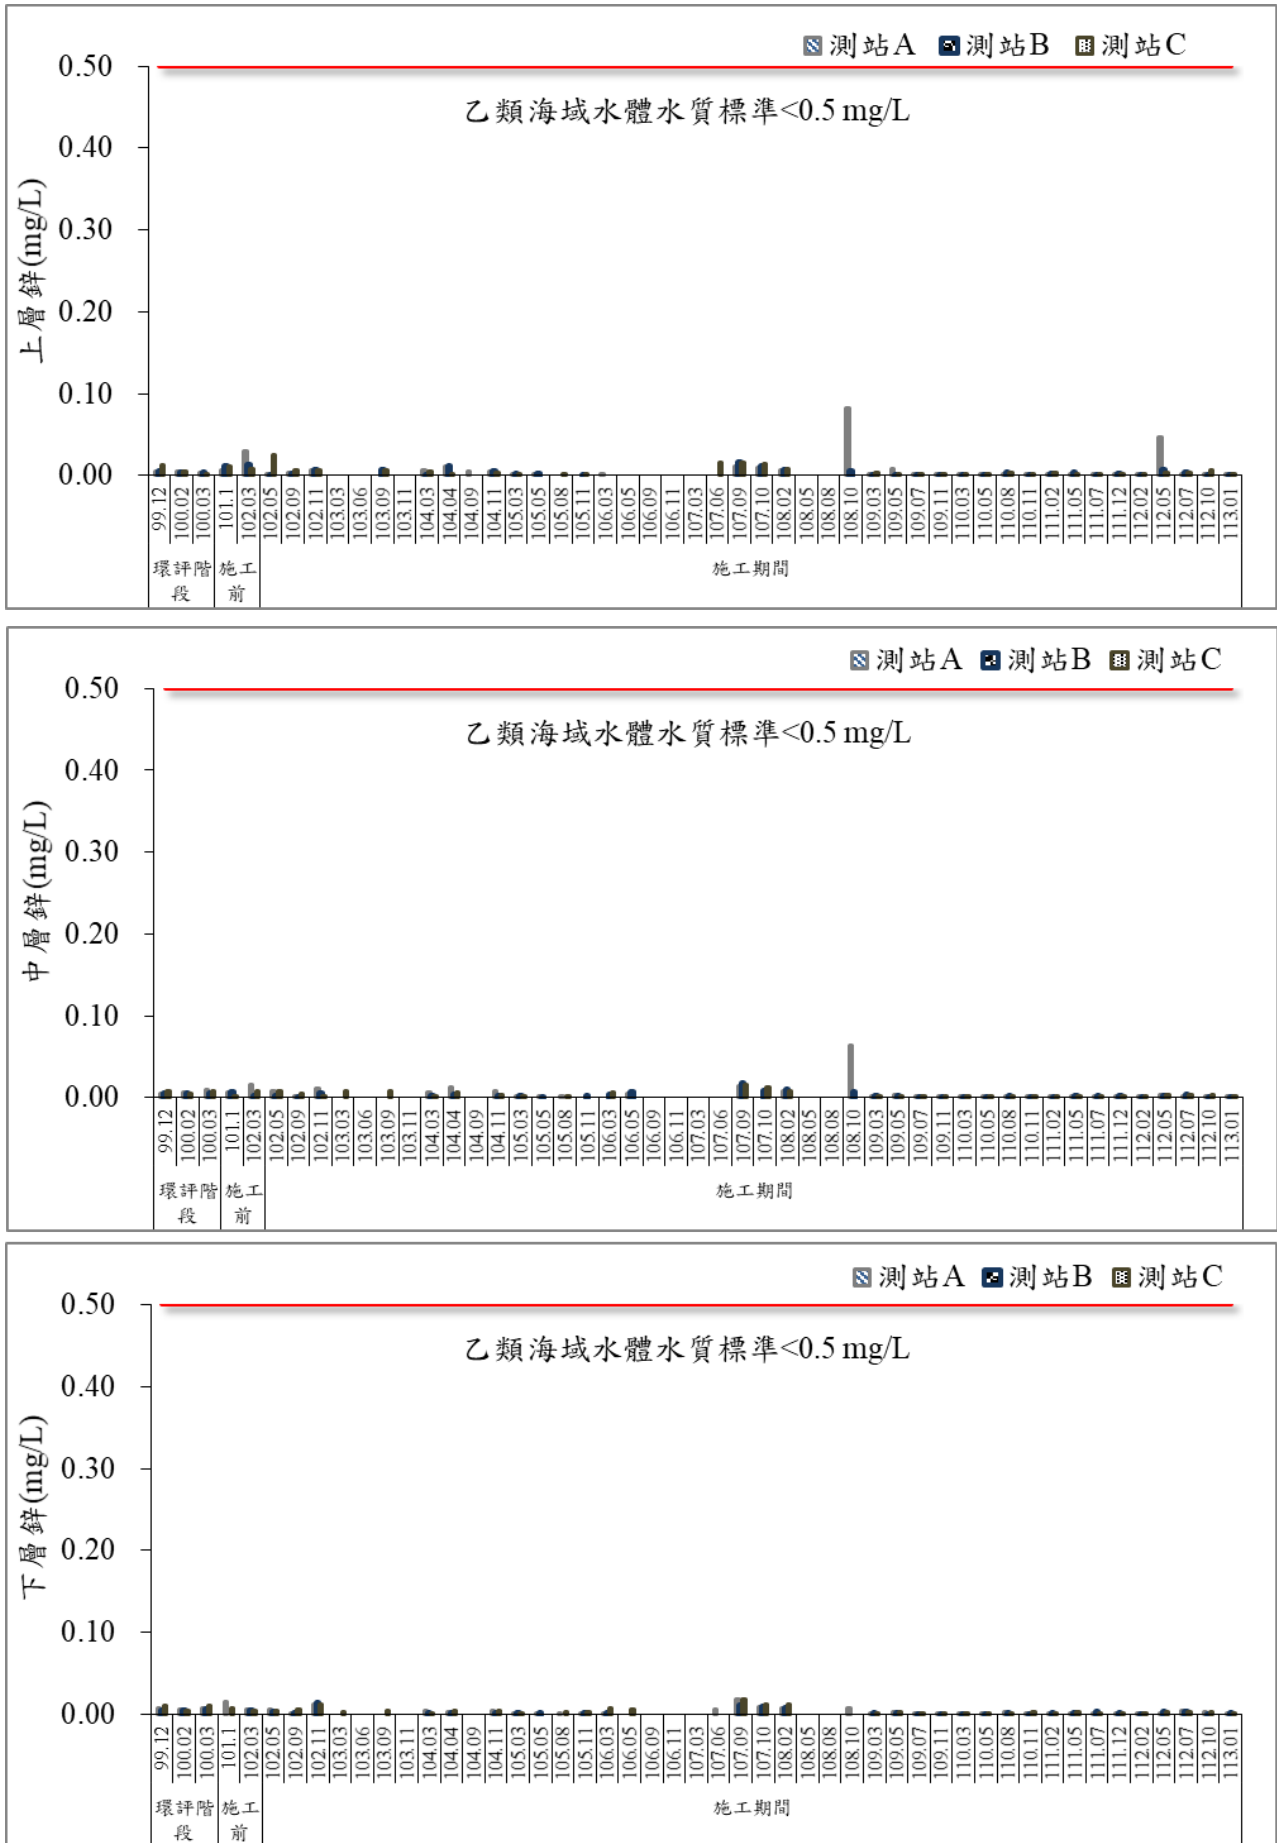 測站A 測站B 測站C
0.50
乙類海域水體水質標準<0.5 mg/L
0.40
0.30
0.20
0.10
0.00
上層鋅(mg/L)
99.12 100.02 100.03 101.1 102.03 102.05 102.09 102.11 103.03 103.06 103.09 103.11 104.03 104.04 104.09 104.11 105.03 105.05 105.08 105.11 106.03 106.05 106.09 106.11 107.03 107.06 107.09 107.10 108.02 108.05 108.08 108.10 109.03 109.05 109.07 109.11 110.03 110.05 110.08 110.11 111.02 111.05 111.07 111.12 112.02 112.05 112.07 112.10 113.01
環評階段 施工前 施工期間
測站A 測站B 測站C
0.50
乙類海域水體水質標準<0.5 mg/L
0.40
0.30
0.20
0.10
0.00
中層鋅(mg/L)
99.12 100.02 100.03 101.1 102.03 102.05 102.09 102.11 103.03 103.06 103.09 103.11 104.03 104.04 104.09 104.11 105.03 105.05 105.08 105.11 106.03 106.05 106.09 106.11 107.03 107.06 107.09 107.10 108.02 108.05 108.08 108.10 109.03 109.05 109.07 109.11 110.03 110.05 110.08 110.11 111.02 111.05 111.07 111.12 112.02 112.05 112.07 112.10 113.01
環評階段 施工前 施工期間
測站A 測站B 測站C
0.50
乙類海域水體水質標準<0.5 mg/L
0.40
0.30
0.20
0.10
0.00
下層鋅(mg/L)
99.12 100.02 100.03 101.1 102.03 102.05 102.09 102.11 103.03 103.06 103.09 103.11 104.03 104.04 104.09 104.11 105.03 105.05 105.08 105.11 106.03 106.05 106.09 106.11 107.03 107.06 107.09 107.10 108.02 108.05 108.08 108.10 109.03 109.05 109.07 109.11 110.03 110.05 110.08 110.11 111.02 111.05 111.07 111.12 112.02 112.05 112.07 112.10 113.01
環評階段 施工前 施工期間